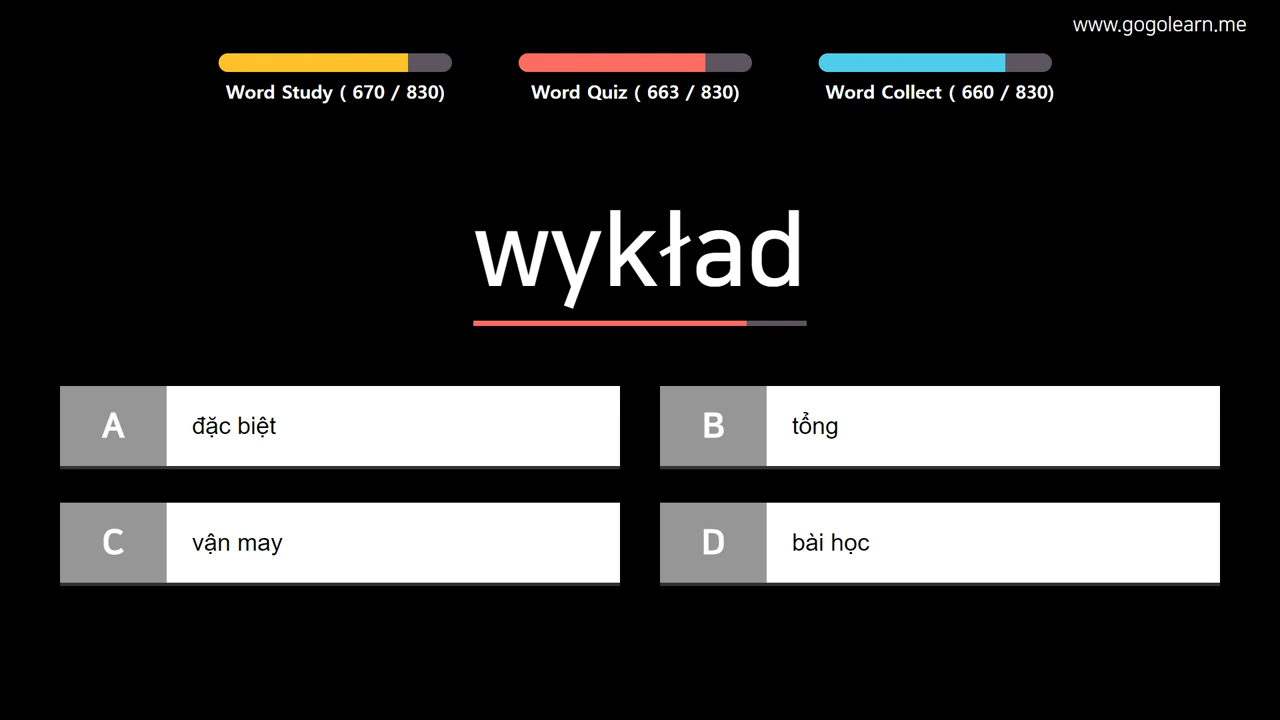 www.gogolearn.me
Word Study ( 670 / 830)
Word Quiz ( 663 / 830)
Word Collect ( 660 / 830)
wykład
A đặc biệt
B tổng
C vận may
D bài học